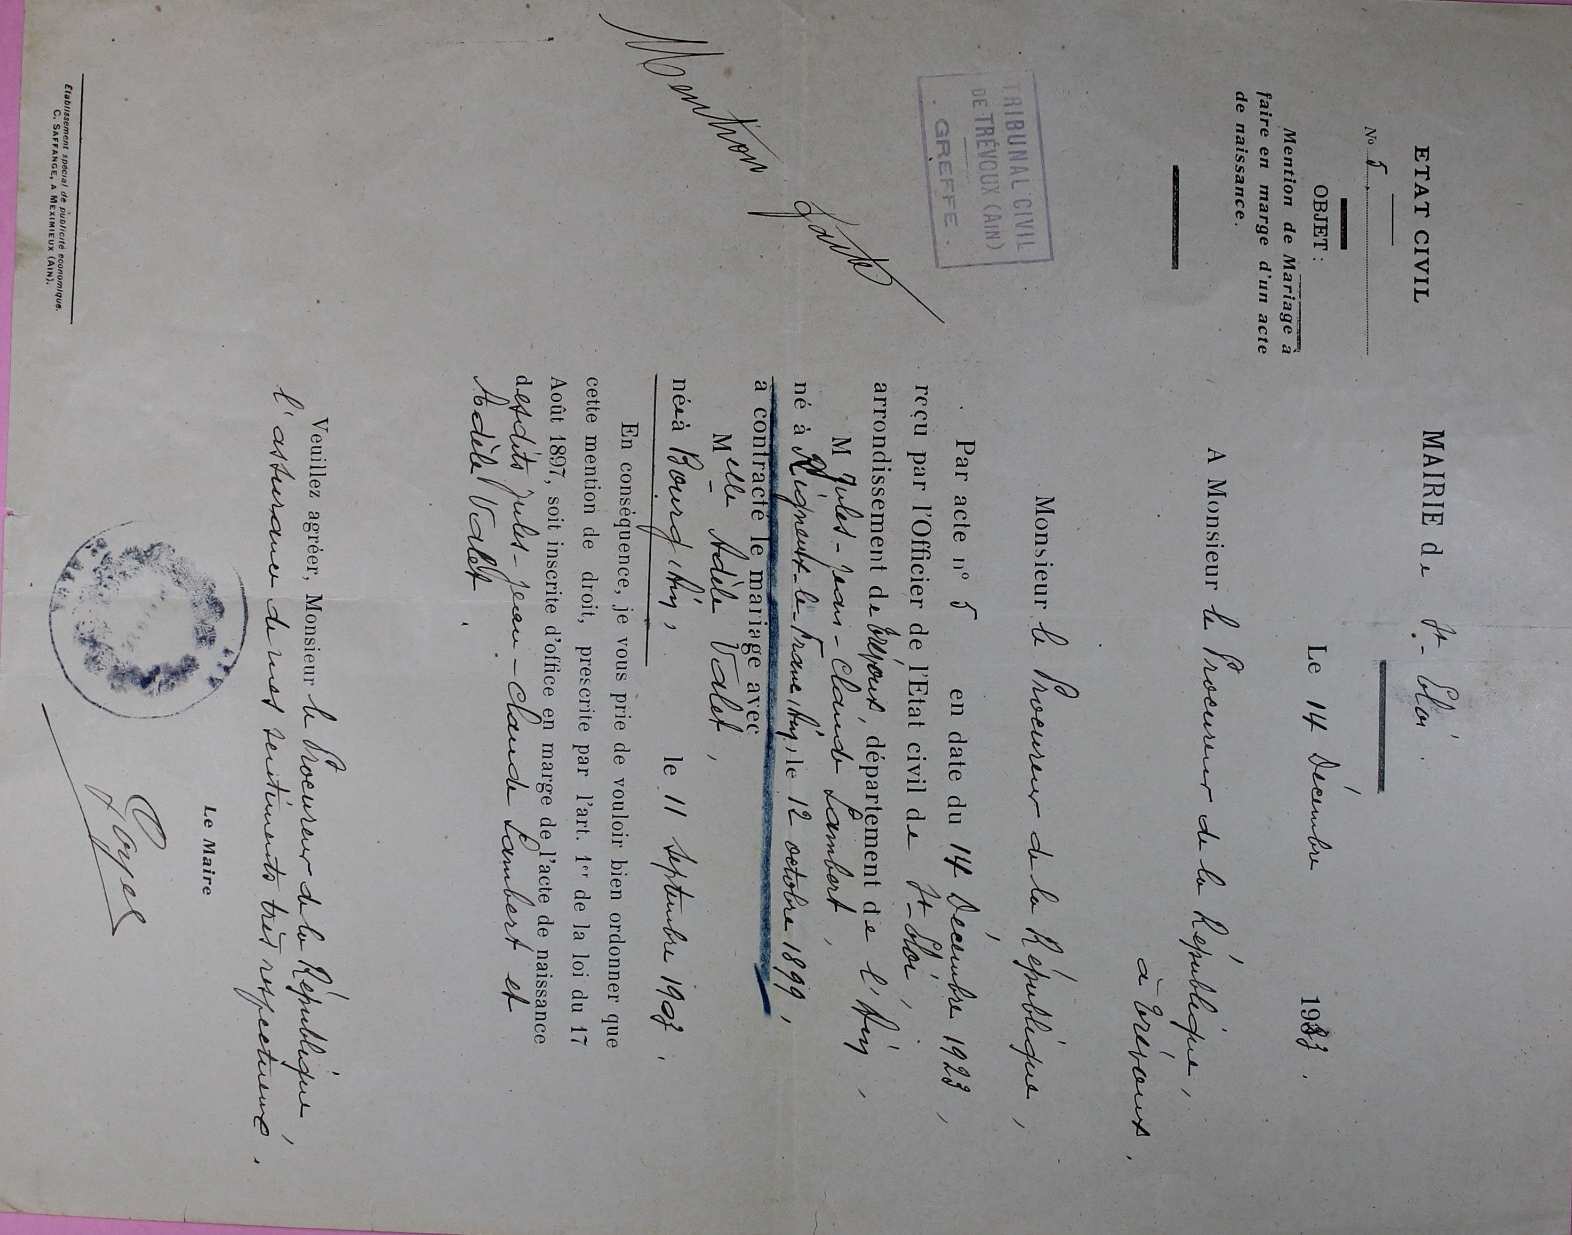 ETAT CIVIL
N° 5
OBJET :
Mention de Mariage à
faire en marge d'un acte
de naissance.
TRIBUNAL CIVIL
DE TRÉVOUX (AIN)
GREFFE.
Mention faite
MAIRIE de St-Eloi.
Le 14 Décembre 1923.
A Monsieur le Procureur de la République,
à Trévoux.
Monsieur le Procureur de la République,
Par acte n° 5 en date du 14 Décembre 1923,
reçu par l'Officier de l'Etat civil de St-Eloi,
arrondissement de Trévoux, département de l'Ain,
M Jules-Jean-Claude Lambert,
né à Rigneux-le-Franc, Ain, le 12 octobre 1899,
a contracté le mariage avec
Melle Adèle Valet,
née à Bourg, Ain, le 11 septembre 1903.
En conséquence, je vous prie de vouloir bien ordonner que
cette mention de droit, prescrite par l'art. 1er de la loi du 17
Août 1897, soit inscrite d'office en marge de l'acte de naissance
desdits Jules-Jean-Claude Lambert et
Adèle Valet.
Veuillez agréer, Monsieur le Procureur de la République,
l'assurance de mes sentiments très respectueux.
Le Maire
Etablissement spécial de publicité économique.
C. SAFFANGE, A MEXIMIEUX (AIN).